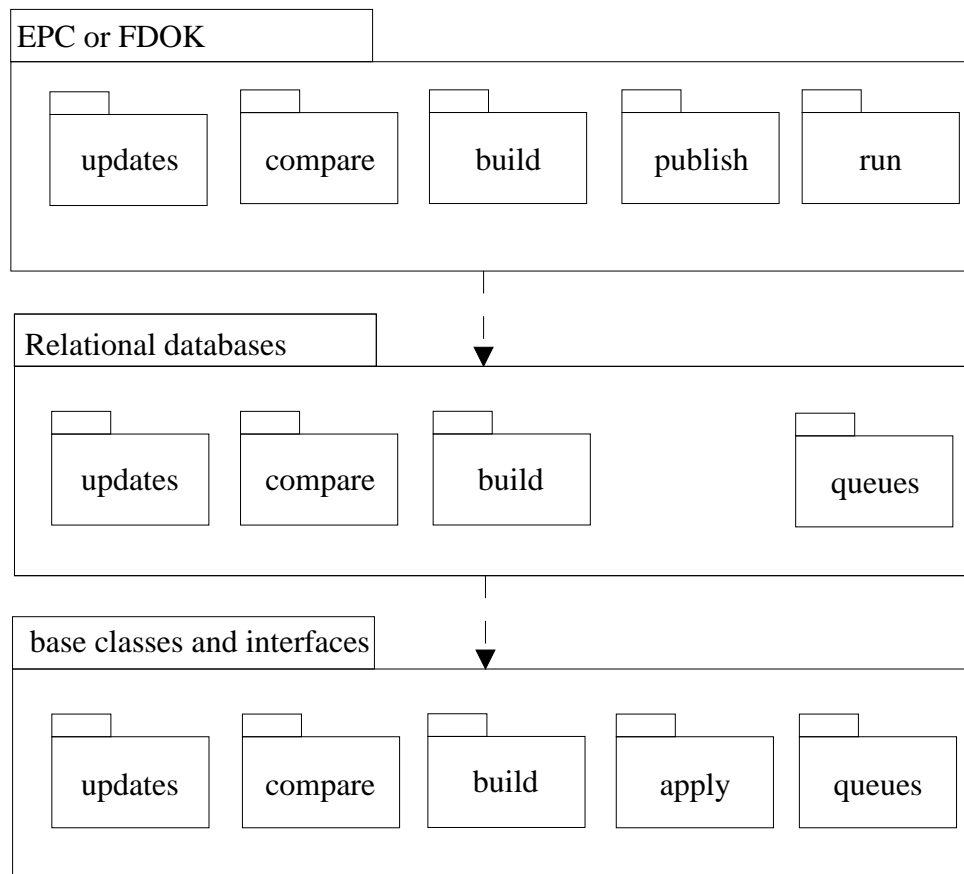 EPC or FDOK
updates compare build publish run
Relational databases
updates compare build queues
base classes and interfaces
updates compare build apply queues